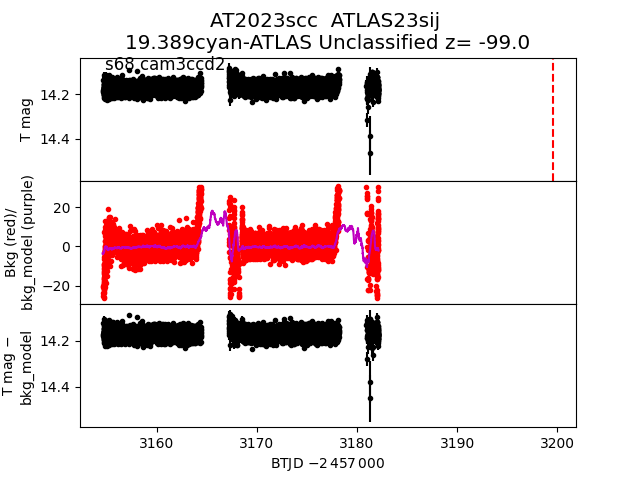 AT2023scc  ATLAS23sij
19.389cyan-ATLAS Unclassified z= -99.0
s68 cam3ccd2
T mag
14.2
14.4
Bkg (red)/
bkg_model (purple)
20
0
−20
T mag −
bkg_model
14.2
14.4
3160 3170 3180 3190 3200
BTJD −2 457 000